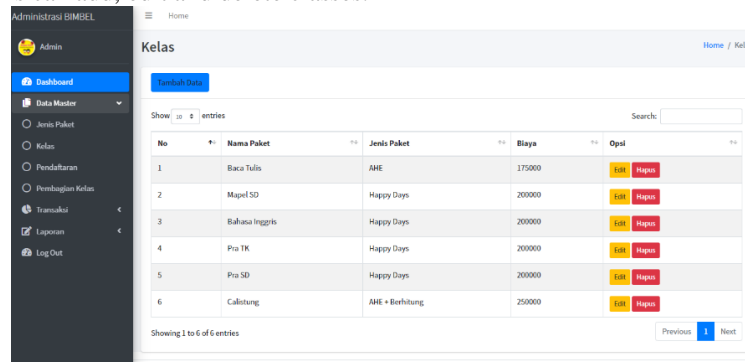 Administrasi BIMBEL
Home
Admin
Kelas
Home / Kel
Dashboard
Tambah Data
Data Master
Show 10 entries
Search:
Jenis Paket
Kelas
Pendaftaran
Pembagian Kelas
Transaksi
Laporan
Log Out
No Nama Paket Jenis Paket Biaya Opsi
1 Baca Tulis AHE 175000 Edit Hapus
2 Mapel SD Happy Days 200000 Edit Hapus
3 Bahasa Inggris Happy Days 200000 Edit Hapus
4 Pra TK Happy Days 200000 Edit Hapus
5 Pra SD Happy Days 200000 Edit Hapus
6 Calistung AHE + Berhitung 250000 Edit Hapus
Showing 1 to 6 of 6 entries
Previous 1 Next